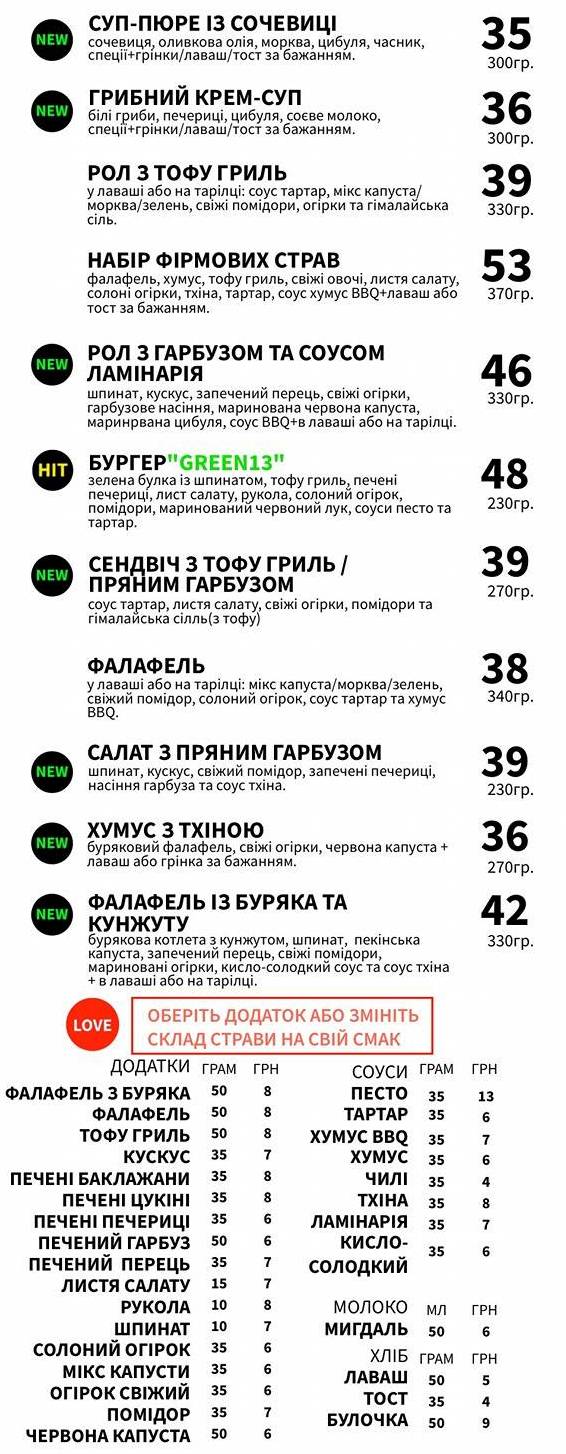 NEW
СУП-ПЮРЕ ІЗ СОЧЕВИЦІ
35
сочевиця, оливкова олія, морква, цибуля, часник,
спеції+грінки/лаваш/тост за бажанням.
300гр.
NEW
ГРИБНИЙ КРЕМ-СУП
36
білі гриби, печериці, цибуля, соєве молоко,
спеції+грінки/лаваш/тост за бажанням.
300гр.
РОЛ З ТОФУ ГРИЛЬ
39
у лаваші або на тарілці: соус тартар, мікс капуста/
морква/зелень, свіжі помідори, огірки та гімалайська
сіль.
330гр.
НАБІР ФІРМОВИХ СТРАВ
53
фалафель, хумус, тофу гриль, свіжі овочі, листя салату,
солоні огірки, тхіна, тартар, соус хумус BBQ+лаваш або
тост за бажанням.
370гр.
NEW
РОЛ З ГАРБУЗОМ ТА СОУСОМ
ЛАМІНАРІЯ
46
шпинат, кускус, запечений перець, свіжі огірки,
гарбузове насіння, маринована червона капуста,
маринрвана цибуля, соус BBQ+в лаваші або на тарілці.
330гр.
HIT
БУРГЕР"GREEN13"
48
зелена булка із шпинатом, тофу гриль, печені
печериці, лист салату, рукола, солоний огірок,
помідори, маринований червоний лук, соуси песто та
тартар.
230гр.
NEW
СЕНДВІЧ З ТОФУ ГРИЛЬ /
ПРЯНИМ ГАРБУЗОМ
39
соус тартар, листя салату, свіжі огірки, помідори та
гімалайська сілль(з тофу)
270гр.
ФАЛАФЕЛЬ
38
у лаваші або на тарілці: мікс капуста/морква/зелень,
свіжий помідор, солоний огірок, соус тартар та хумус
BBQ.
340гр.
NEW
САЛАТ З ПРЯНИМ ГАРБУЗОМ
39
шпинат, кускус, свіжий помідор, запечені печериці,
насіння гарбуза та соус тхіна.
230гр.
NEW
ХУМУС З ТХІНОЮ
36
буряковий фалафель, свіжі огірки, червона капуста +
лаваш або грінка за бажанням.
270гр.
NEW
ФАЛАФЕЛЬ ІЗ БУРЯКА ТА
КУНЖУТУ
42
бурякова котлета з кунжутом, шпинат, пекінська
капуста, запечений перець, свіжі помідори,
мариновані огірки, кисло-солодкий соус та соус тхіна
+ в лаваші або на тарілці.
330гр.
LOVE
ОБЕРІТЬ ДОДАТОК АБО ЗМІНІТЬ
СКЛАД СТРАВИ НА СВІЙ СМАК
ДОДАТКИ ГРАМ ГРН
ФАЛАФЕЛЬ З БУРЯКА 50 8
ФАЛАФЕЛЬ 50 8
ТОФУ ГРИЛЬ 50 8
КУСКУС 35 7
ПЕЧЕНІ БАКЛАЖАНИ 35 8
ПЕЧЕНІ ЦУКІНІ 35 8
ПЕЧЕНІ ПЕЧЕРИЦІ 35 6
ПЕЧЕНИЙ ГАРБУЗ 50 6
ПЕЧЕНИЙ ПЕРЕЦЬ 35 7
ЛИСТЯ САЛАТУ 15 7
РУКОЛА 10 8
ШПИНАТ 10 7
СОЛОНИЙ ОГІРОК 35 6
МІКС КАПУСТИ 35 6
ОГІРОК СВІЖИЙ 35 6
ПОМІДОР 35 7
ЧЕРВОНА КАПУСТА 50 6
СОУСИ ГРАМ ГРН
ПЕСТО 35 13
ТАРТАР 35 6
ХУМУС BBQ 35 7
ХУМУС 35 6
ЧИЛІ 35 4
ТХІНА 35 8
ЛАМІНАРІЯ 35 7
КИСЛО-
СОЛОДКИЙ 35 6
МОЛОКО МЛ ГРН
МИГДАЛЬ 50 6
ХЛІБ ГРАМ ГРН
ЛАВАШ 50 5
ТОСТ 35 4
БУЛОЧКА 50 9